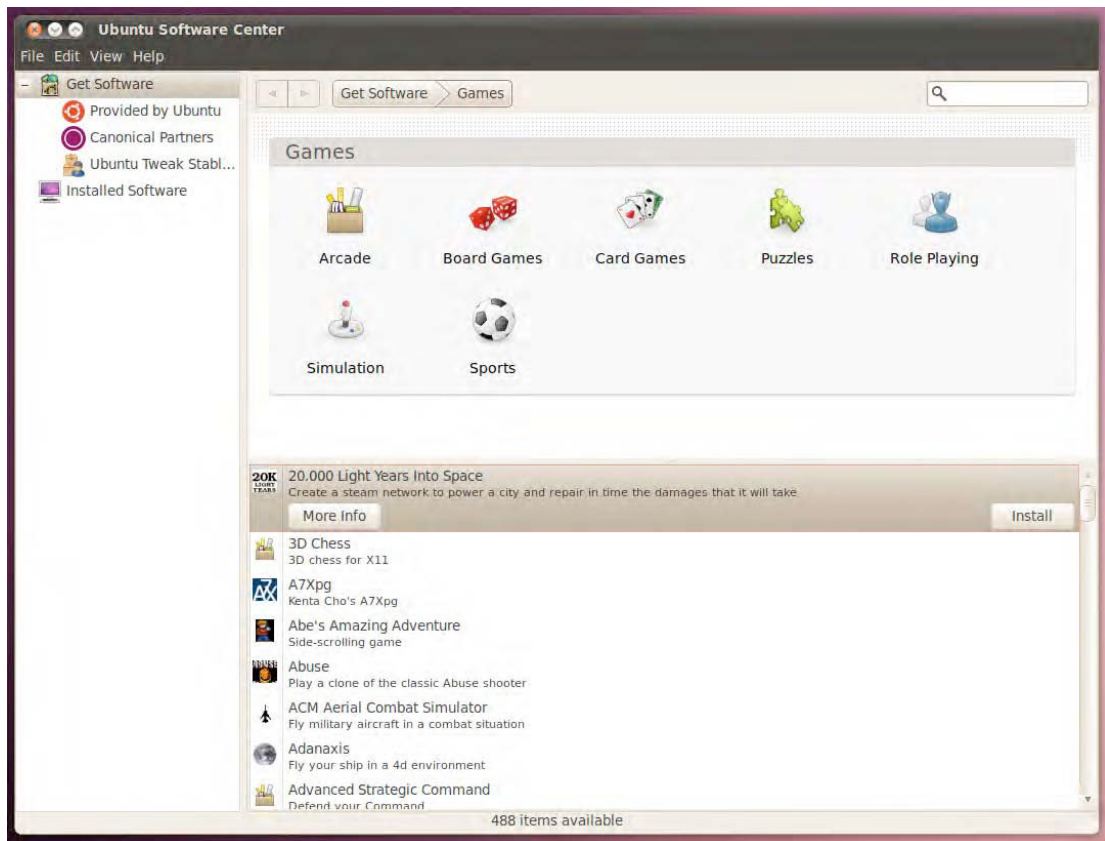 Ubuntu Software Center
File Edit View Help
Get Software
Provided by Ubuntu
Canonical Partners
Ubuntu Tweak Stabl...
Installed Software
Get Software Games
Games
Arcade Board Games Card Games Puzzles Role Playing
Simulation Sports
20K
LIGHT
YEARS
20.000 Light Years Into Space
Create a steam network to power a city and repair in time the damages that it will take
More Info Install
3D Chess
3D chess for X11
A7Xpg
Kenta Cho's A7Xpg
Abe's Amazing Adventure
Side-scrolling game
Abuse
Play a clone of the classic Abuse shooter
ACM Aerial Combat Simulator
Fly military aircraft in a combat situation
Adanaxis
Fly your ship in a 4d environment
Advanced Strategic Command
Defend your Command
488 items available